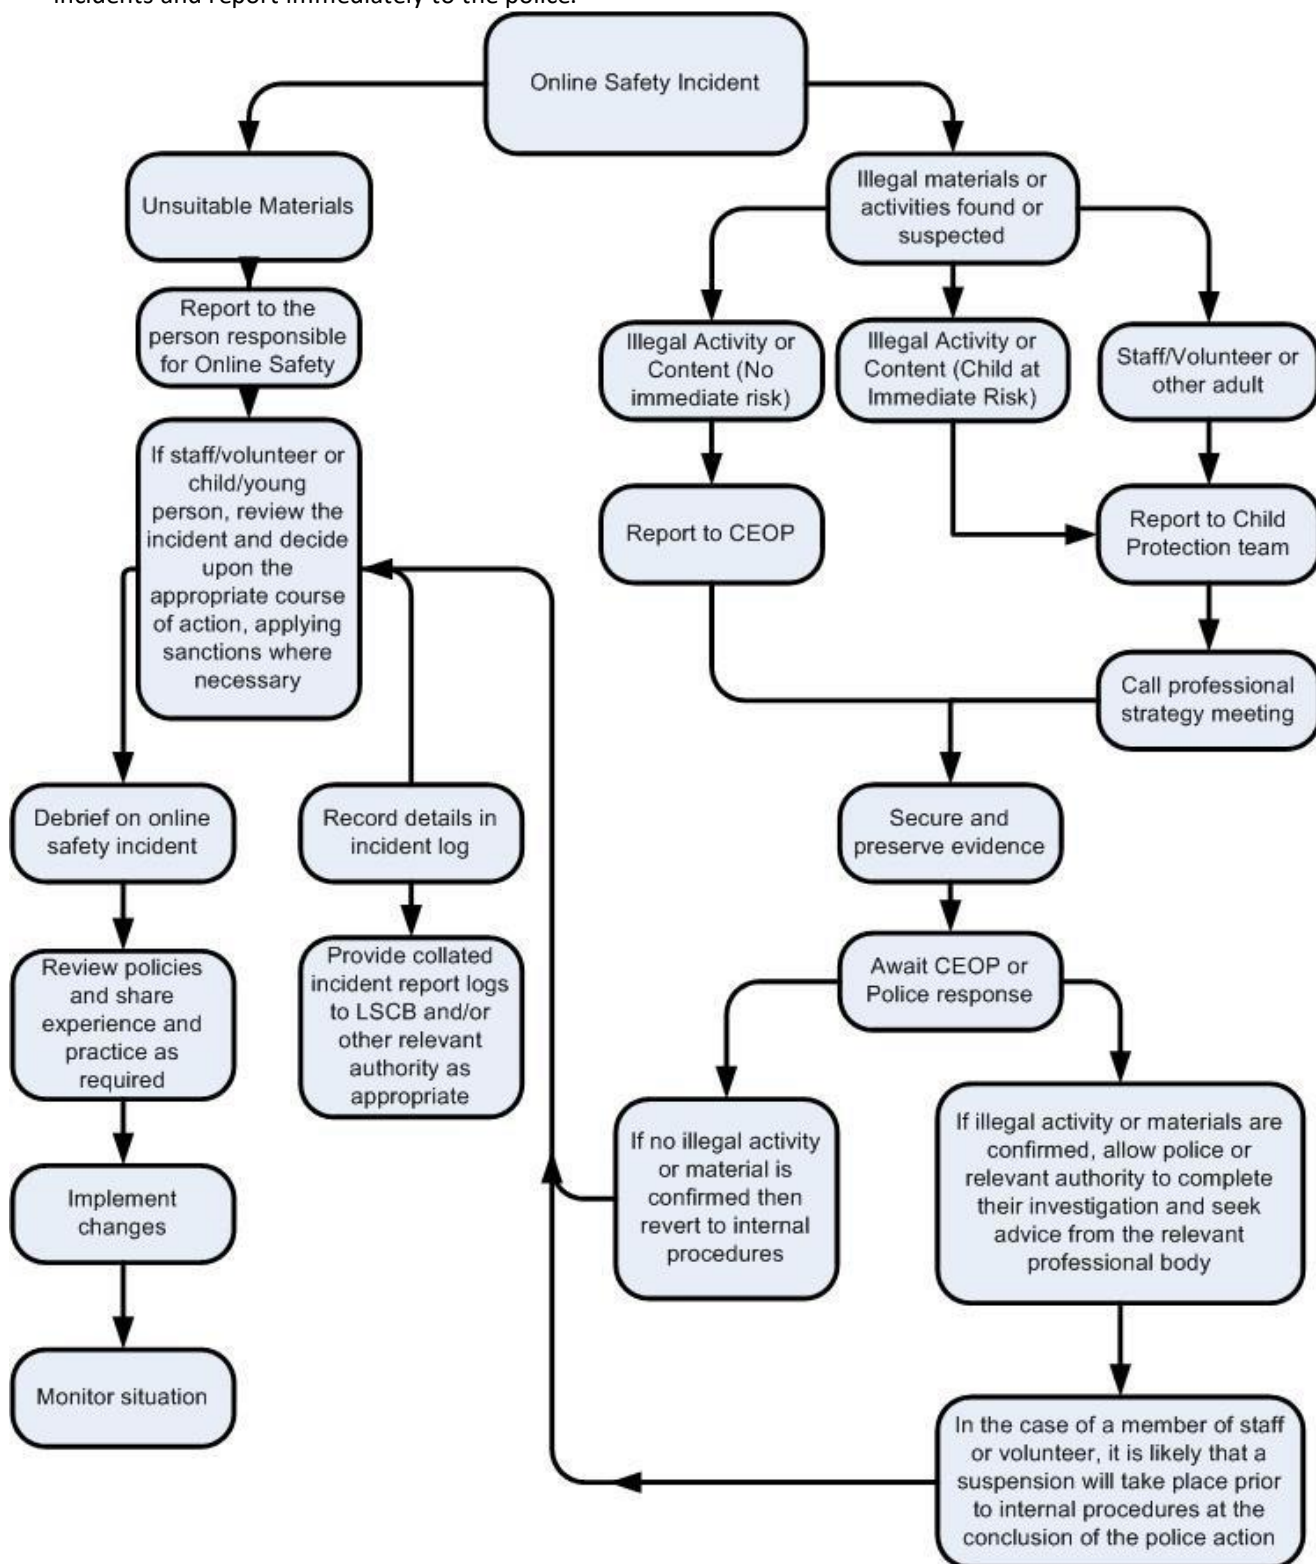 incidents and report immediately to the police.
Online Safety Incident
Unsuitable Materials
Illegal materials or
activities found or
suspected
Report to the
person responsible
for Online Safety
Illegal Activity or
Content (No
immediate risk)
Illegal Activity or
Content (Child at
Immediate Risk)
Staff/Volunteer or
other adult
If staff/volunteer or
child/young
person, review the
incident and decide
upon the
appropriate course
of action, applying
sanctions where
necessary
Report to CEOP
Report to Child
Protection team
Call professional
strategy meeting
Debrief on online
safety incident
Record details in
incident log
Secure and
preserve evidence
Review policies
and share
experience and
practice as
required
Provide collated
incident report logs
to LSCB and/or
other relevant
authority as
appropriate
Await CEOP or
Police response
If no illegal activity
or material is
confirmed then
revert to internal
procedures
If illegal activity or materials are
confirmed, allow police or
relevant authority to complete
their investigation and seek
advice from the relevant
professional body
Implement
changes
Monitor situation
In the case of a member of staff
or volunteer, it is likely that a
suspension will take place prior
to internal procedures at the
conclusion of the police action